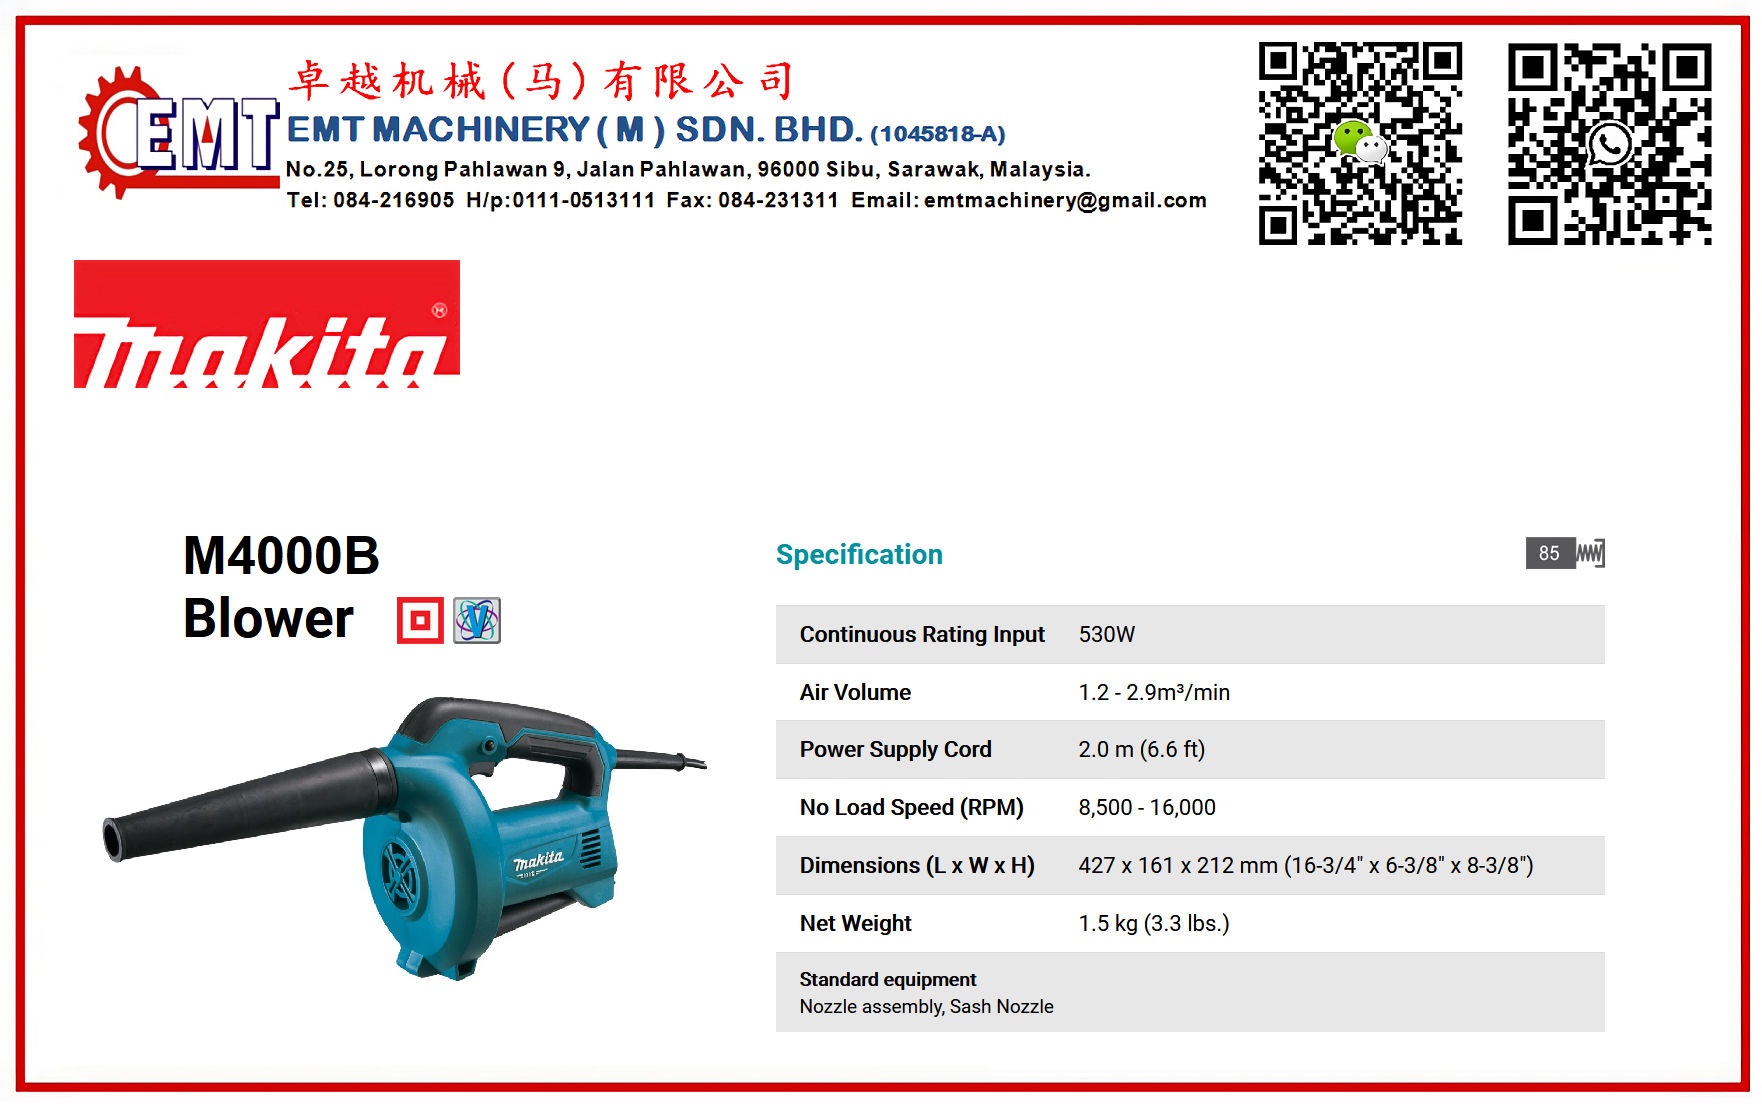 卓越机械(马)有限公司
EMT
EMT MACHINERY ( M ) SDN. BHD. (1045818-A)
No.25, Lorong Pahlawan 9, Jalan Pahlawan, 96000 Sibu, Sarawak, Malaysia.
Tel: 084-216905 H/p:0111-0513111 Fax: 084-231311 Email: emtmachinery@gmail.com
makita
M4000B
Blower
V
makita
Specification
85
Continuous Rating Input 530W
Air Volume 1.2 - 2.9m³/min
Power Supply Cord 2.0 m (6.6 ft)
No Load Speed (RPM) 8,500 - 16,000
Dimensions (L x W x H) 427 x 161 x 212 mm (16-3/4" x 6-3/8" x 8-3/8")
Net Weight 1.5 kg (3.3 lbs.)
Standard equipment
Nozzle assembly, Sash Nozzle